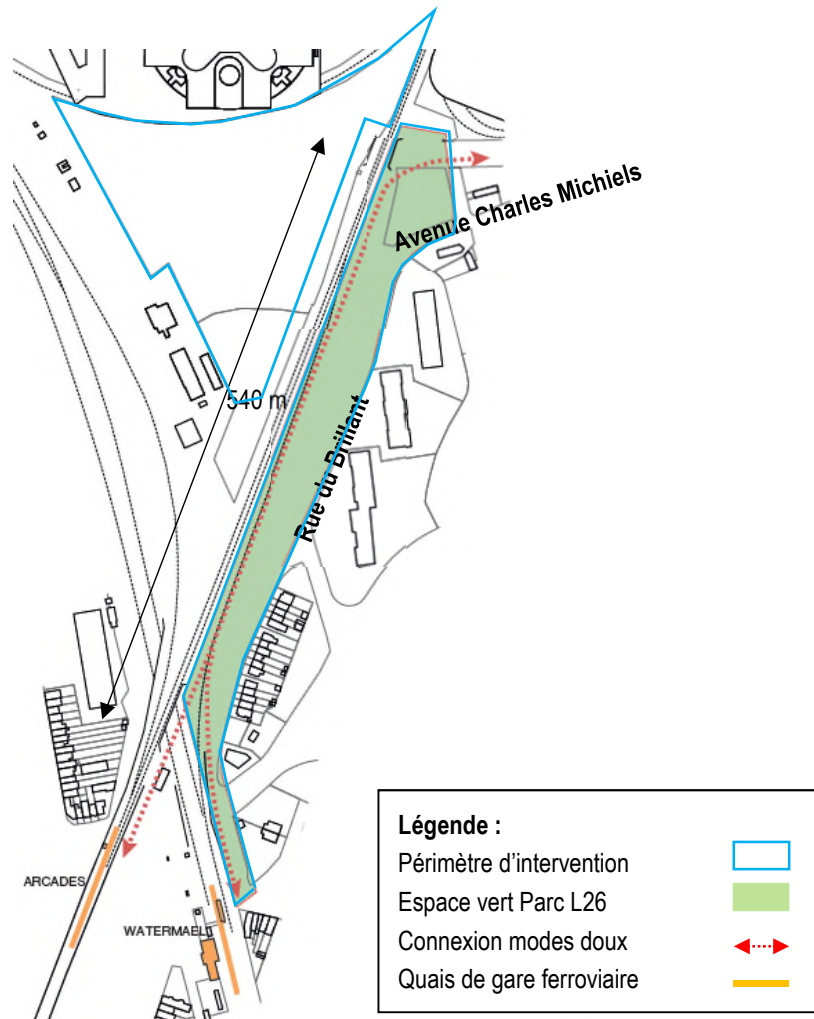 Avenue Charles Michiels
540 m
Rue du Brillant
ARCADES
WATERMAEL
Légende :
Périmètre d'intervention
Espace vert Parc L26
Connexion modes doux
Quais de gare ferroviaire